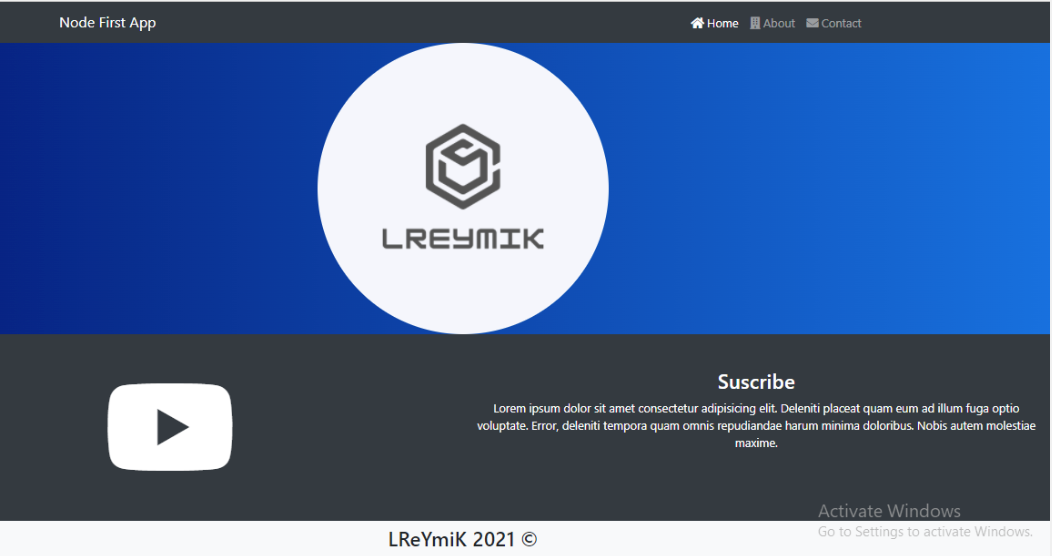 Node First App
Home About Contact
LREYMIK
Suscribe
Lorem ipsum dolor sit amet consectetur adipisicing elit. Deleniti placeat quam eum ad illum fuga optio
voluptate. Error, deleniti tempora quam omnis repudiandae harum minima doloribus. Nobis autem molestiae
maxime.
Activate Windows
Go to Settings to activate Windows.
LReYmiK 2021 ©